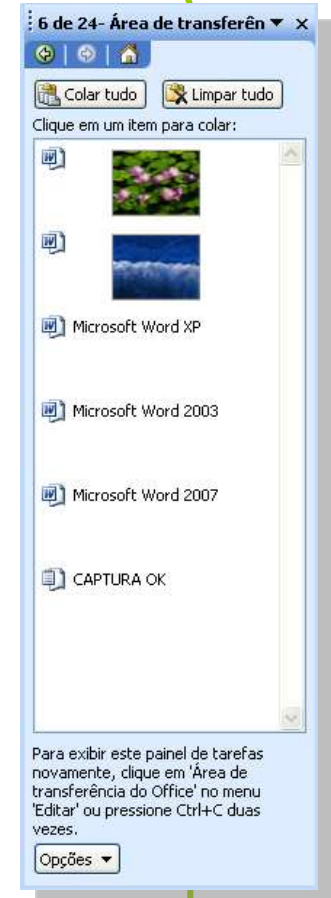 6 de 24- Área de transferên
Colar tudo Limpar tudo
Clique em um item para colar:
Microsoft Word XP
Microsoft Word 2003
Microsoft Word 2007
CAPTURA OK
Para exibir este painel de tarefas
novamente, clique em 'Área de
transferência do Office' no menu
'Editar' ou pressione Ctrl+C duas
vezes.
Opções